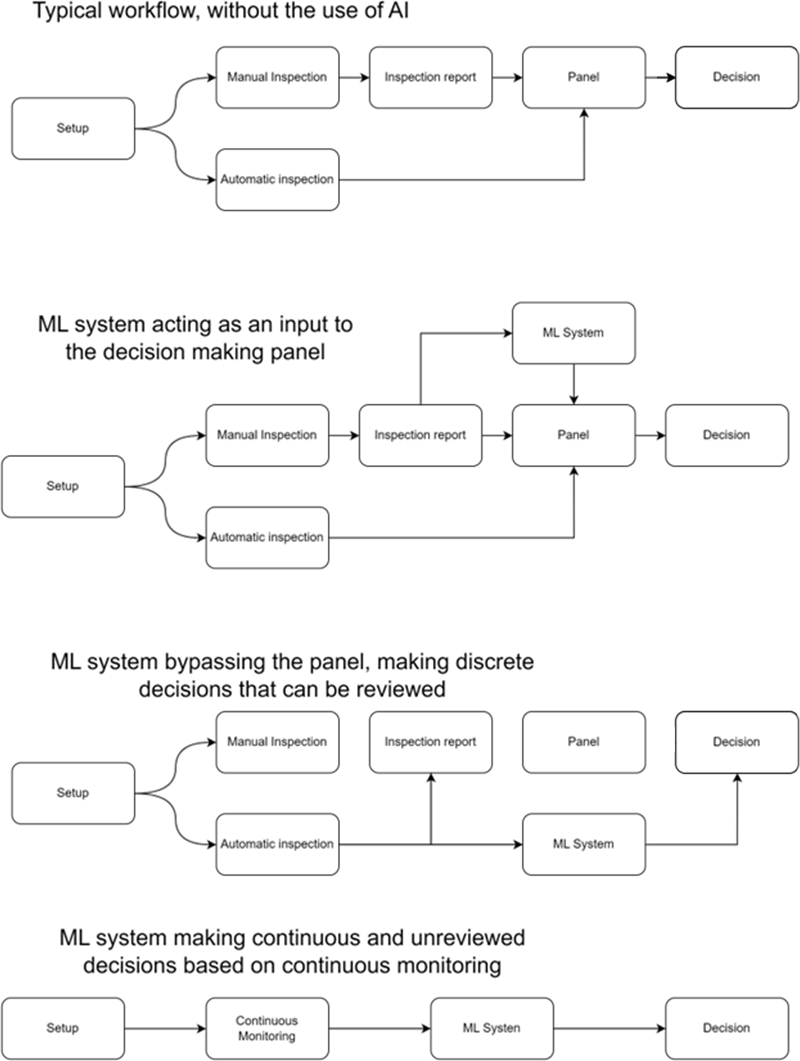 Typical workflow, without the use of AI
Manual Inspection
Inspection report
Panel
Decision
Setup
Automatic inspection
ML system acting as an input to
the decision making panel
ML System
Manual Inspection
Inspection report
Panel
Decision
Setup
Automatic inspection
ML system bypassing the panel, making discrete
decisions that can be reviewed
Manual Inspection
Inspection report
Panel
Decision
Setup
Automatic inspection
ML System
ML system making continuous and unreviewed
decisions based on continuous monitoring
Setup
Continuous
Monitoring
ML Systen
Decision